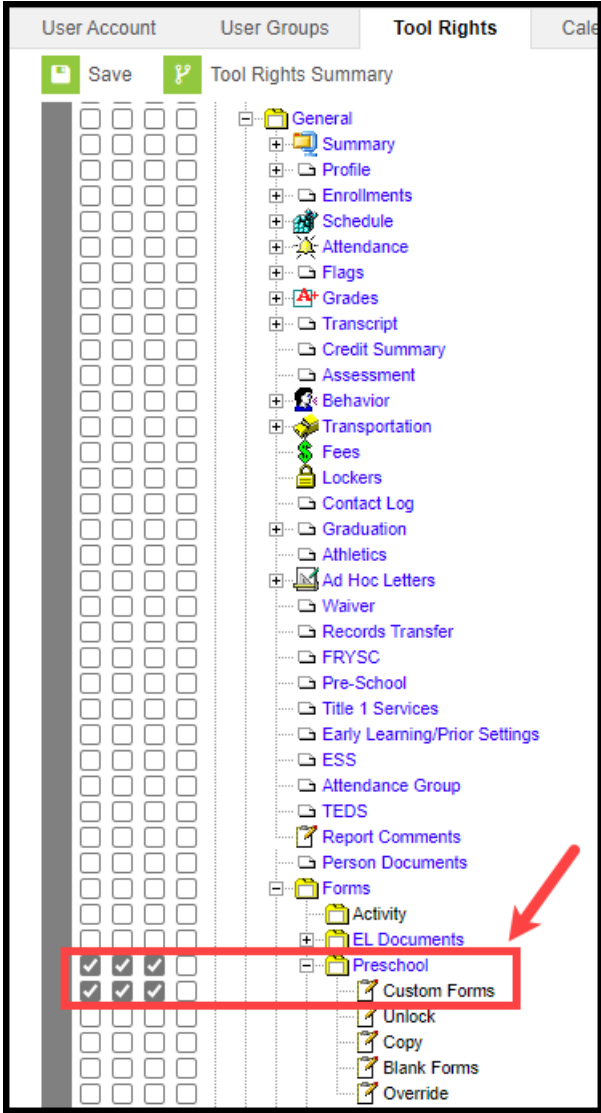 User Account User Groups Tool Rights Cale
Save Tool Rights Summary
General
Summary
Profile
Enrollments
Schedule
Attendance
Flags
A+ Grades
Transcript
Credit Summary
Assessment
Behavior
Transportation
$ Fees
Lockers
Contact Log
Graduation
Athletics
Ad Hoc Letters
Waiver
Records Transfer
FRYSC
Pre-School
Title 1 Services
Early Learning/Prior Settings
ESS
Attendance Group
TEDS
Report Comments
Person Documents
Forms
Activity
EL Documents
Preschool
Custom Forms
Unlock
Copy
Blank Forms
Override